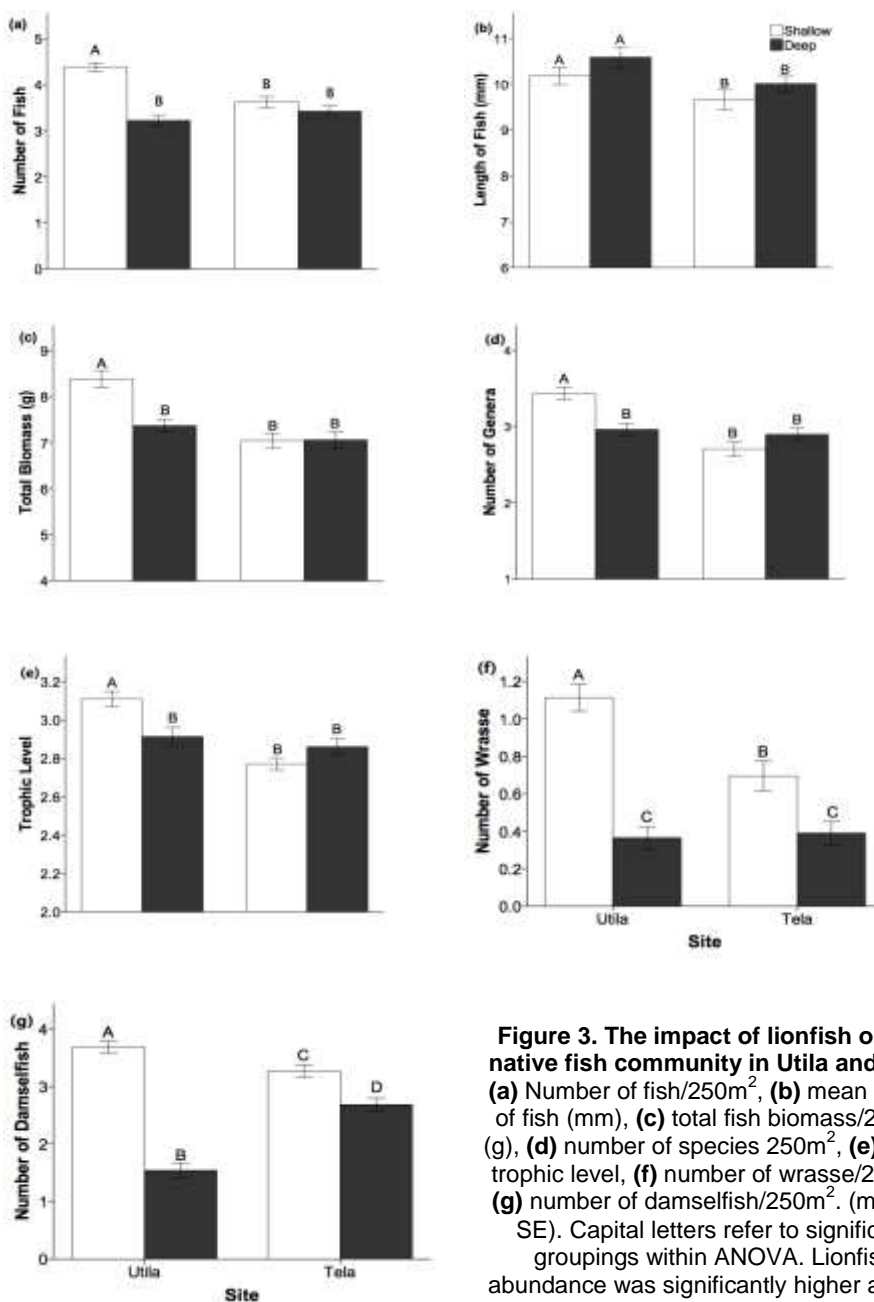 (a)
Number of Fish
5
4
3
2
1
0
A
B
B
B
(b)
Shallow
Deep
Length of Fish (mm)
11
10
9
8
7
6
A
A
B
B
(c)
Total Biomass (g)
9
8
7
6
5
4
A
B
B
B
(d)
Number of Genera
4
3
2
1
A
B
B
B
(e)
Trophic Level
3.2
3.0
2.8
2.6
2.4
2.2
2.0
A
B
B
B
(f)
Number of Wrasse
1.2
1.0
0.8
0.6
0.4
0.2
0.0
A
C
B
C
Utila
Tela
Site
(g)
Number of Damselfish
4
3
2
1
0
A
B
C
D
Utila
Tela
Site
Figure 3. The impact of lionfish o
native fish community in Utila and
(a) Number of fish/250m², (b) mean
of fish (mm), (c) total fish biomass/2
(g), (d) number of species 250m², (e)
trophic level, (f) number of wrasse/2
(g) number of damselfish/250m². (m
SE). Capital letters refer to signific
groupings within ANOVA. Lionfis
abundance was significantly higher a